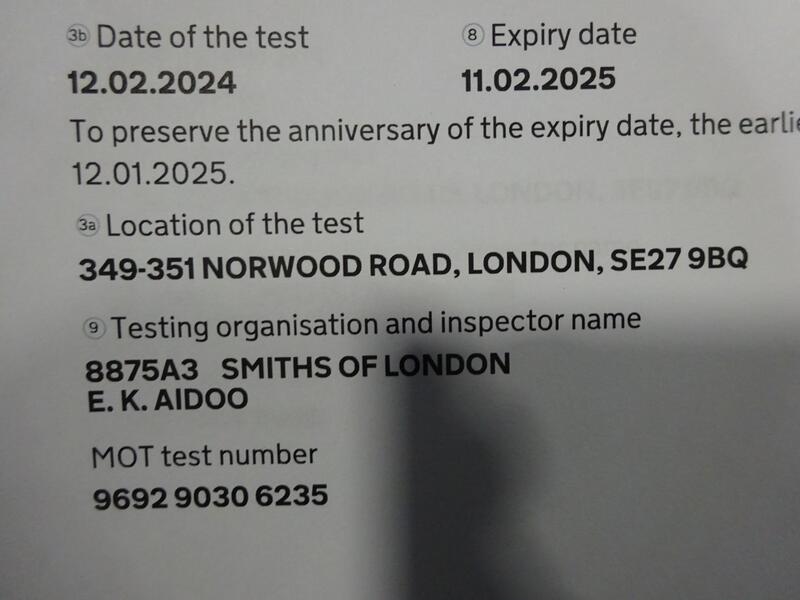 3b Date of the test 8 Expiry date
12.02.2024 11.02.2025
To preserve the anniversary of the expiry date, the
12.01.2025.
3a Location of the test
349-351 NORWOOD ROAD, LONDON, SE27 9BQ
9 Testing organisation and inspector name
8875A3 SMITHS OF LONDON
E. K. AIDOO
MOT test number
9692 9030 6235